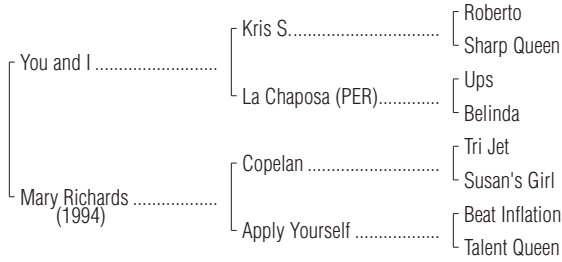 Roberto
Kris S.............................
Sharp Queen
You and I ..........................
Ups
La Chaposa (PER).............
Belinda
Tri Jet
Copelan ............................
Susan's Girl
Mary Richards ..................
(1994)
Beat Inflation
Apply Yourself ..................
Talent Queen